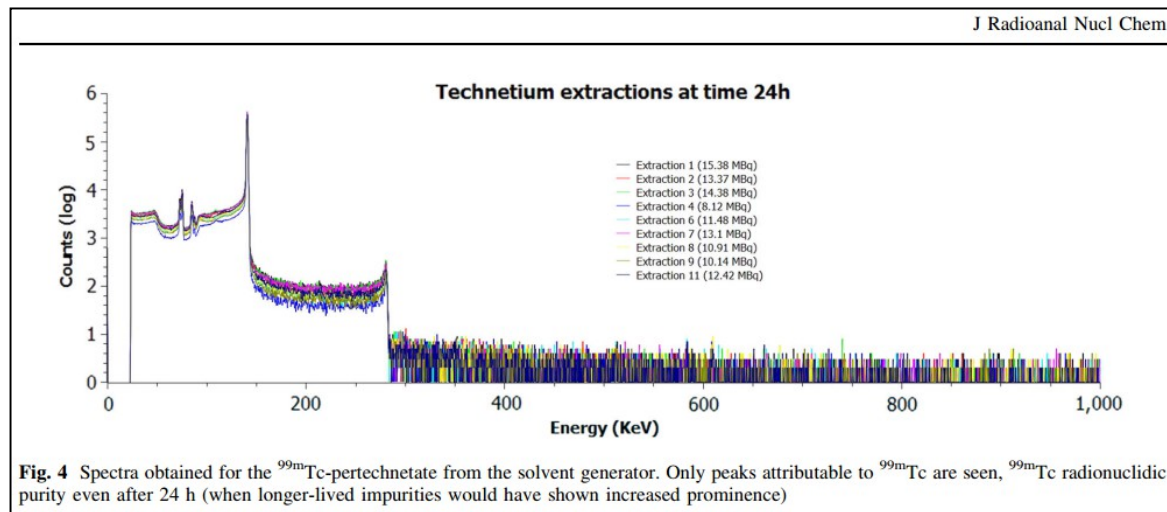 J Radioanal Nucl Chem
Technetium extractions at time 24h
6
5
4
3
2
1
0
Counts (log)
Extraction 1 (15.38 MBq)
Extraction 2 (13.37 MBq)
Extraction 3 (14.38 MBq)
Extraction 4 (8.12 MBq)
Extraction 6 (11.48 MBq)
Extraction 7 (13.1 MBq)
Extraction 8 (10.91 MBq)
Extraction 9 (10.14 MBq)
Extraction 11 (12.42 MBq)
0 200 400 600 800 1,000
Energy (KeV)
Fig. 4 Spectra obtained for the ⁹⁹ᵐTc-pertechnetate from the solvent generator. Only peaks attributable to ⁹⁹ᵐTc are seen, ⁹⁹ᵐTc radionuclidic
purity even after 24 h (when longer-lived impurities would have shown increased prominence)